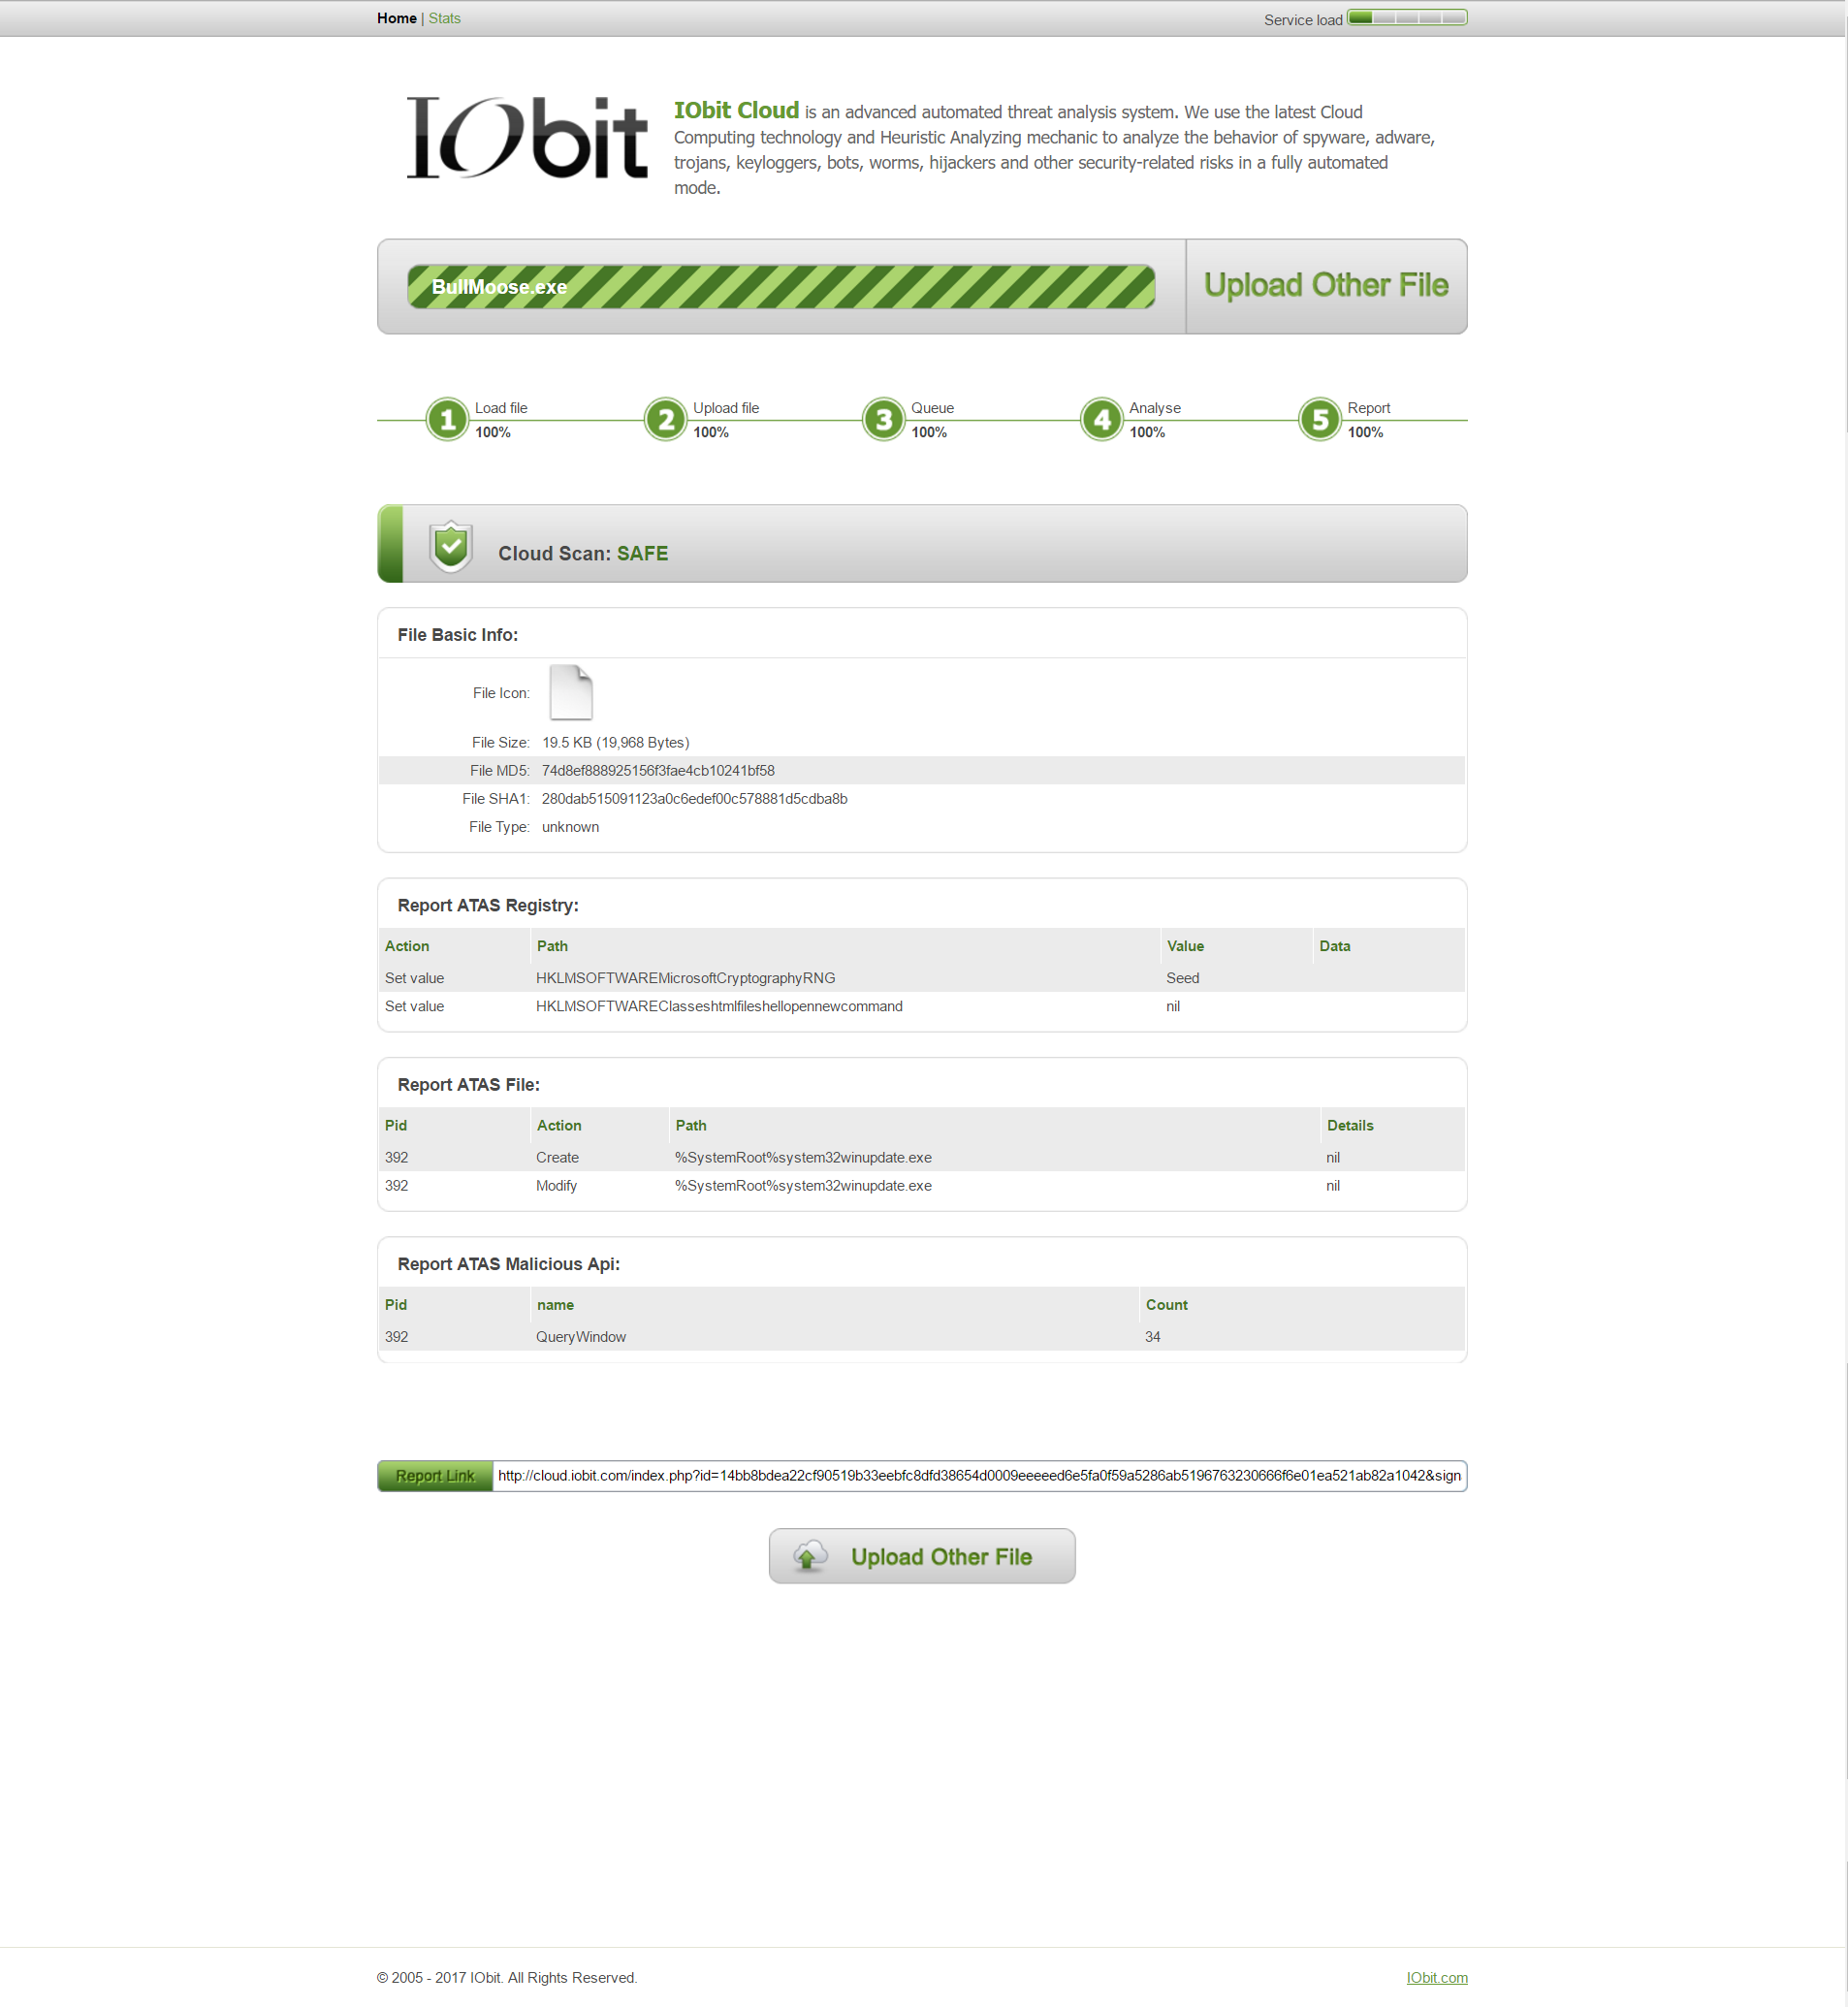 Home | Stats
Service load
IObit
IObit Cloud is an advanced automated threat analysis system. We use the latest Cloud
Computing technology and Heuristic Analyzing mechanic to analyze the behavior of spyware, adware,
trojans, keyloggers, bots, worms, hijackers and other security-related risks in a fully automated
mode.
BullMoose.exe
Upload Other File
1 Load file
100%
2 Upload file
100%
3 Queue
100%
4 Analyse
100%
5 Report
100%
Cloud Scan: SAFE
File Basic Info:
File Icon:
File Size: 19.5 KB (19,968 Bytes)
File MD5: 74d8ef888925156f3fae4cb10241bf58
File SHA1: 280dab515091123a0c6edef00c578881d5cdba8b
File Type: unknown
Report ATAS Registry:
Action Path Value Data
Set value HKLMSOFTWAREMicrosoftCryptographyRNG Seed
Set value HKLMSOFTWAREClasseshtmlfileshellopennewcommand nil
Report ATAS File:
Pid Action Path Details
392 Create %SystemRoot%system32winupdate.exe nil
392 Modify %SystemRoot%system32winupdate.exe nil
Report ATAS Malicious Api:
Pid name Count
392 QueryWindow 34
Report Link http://cloud.iobit.com/index.php?id=14bb8bdea22cf90519b33eebfc8dfd38654d0009eeeeed6e5fa0f59a5286ab5196763230666f6e01ea521ab82a1042&sign
Upload Other File
© 2005 - 2017 IObit. All Rights Reserved.
IObit.com